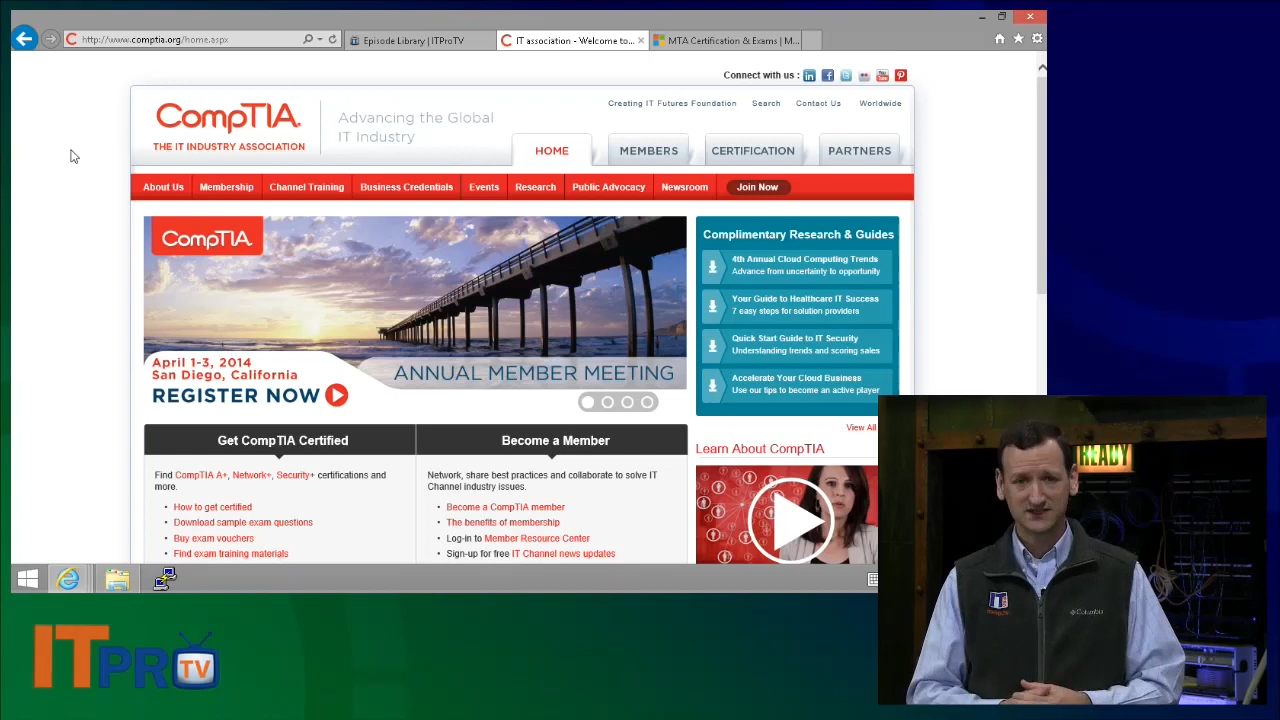 http://www.comptia.org/home.aspx
Episode Library | ITProTV
IT association - Welcome to...
MTA Certification & Exams | M...
Connect with us :
Creating IT Futures Foundation
Search
Contact Us
Worldwide
CompTIA.
THE IT INDUSTRY ASSOCIATION
Advancing the Global
IT Industry
HOME
MEMBERS
CERTIFICATION
PARTNERS
About Us
Membership
Channel Training
Business Credentials
Events
Research
Public Advocacy
Newsroom
Join Now
CompTIA.
April 1-3, 2014
San Diego, California
REGISTER NOW
ANNUAL MEMBER MEETING
Complimentary Research & Guides
4th Annual Cloud Computing Trends
Advance from uncertainty to opportunity
Your Guide to Healthcare IT Success
7 easy steps for solution providers
Quick Start Guide to IT Security
Understanding trends and scoring sales
Accelerate Your Cloud Business
Use our tips to become an active player
View All
Learn About CompTIA
Get CompTIA Certified
Find CompTIA A+, Network+, Security+ certifications and
more.
• How to get certified
• Download sample exam questions
• Buy exam vouchers
• Find exam training materials
Become a Member
Network, share best practices and collaborate to solve IT
Channel industry issues.
• Become a CompTIA member
• The benefits of membership
• Log-in to Member Resource Center
• Sign-up for free IT Channel news updates
READY
Columbia
ITPRO
TV